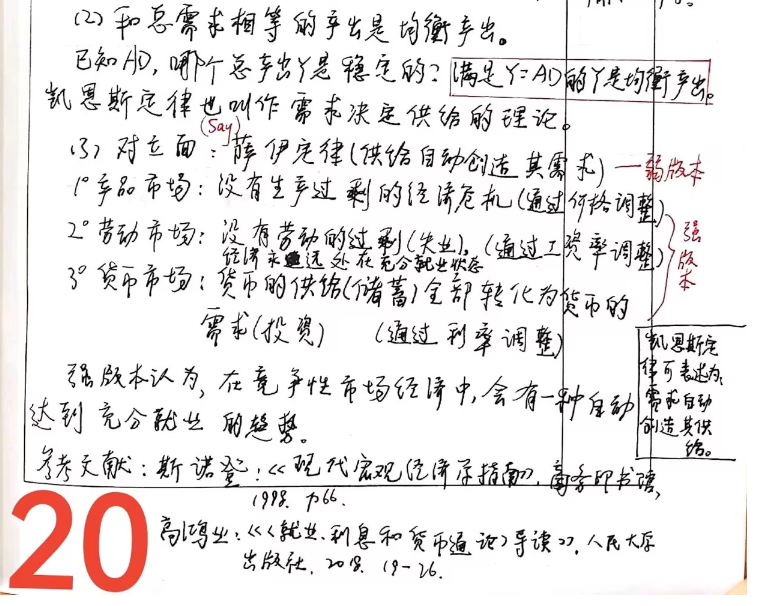 (2) 和总需求相等的产出是均衡产出。
已知AD, 哪个总产出Y是稳定的? 满足Y=AD的Y是均衡产出。
凯恩斯定律也叫作需求决定供给的理论。
(Say)
(3) 对立面: 萨伊定律(供给自动创造其需求) — 弱版本
1° 产品市场: 没有生产过剩的经济危机(通过价格调整)
2° 劳动市场: 没有劳动的过剩(失业)。(通过工资率调整)
经济永远处在充分就业状态
强版本
3° 货币市场: 货币的供给(储蓄)全部转化为货币的
需求(投资) (通过利率调整)
凯恩斯定
律可表述为:
需求自动
创造其供
给。
强版本认为, 在竞争性市场经济中, 会有一种自动
达到充分就业的趋势。
参考文献: 斯诺登: 《现代宏观经济学指南》, 商务印书馆,
1998. p66.
高鸿业: 《〈就业、利息和货币通论〉导读》, 人民大学
出版社, 2018. 19-26.
20